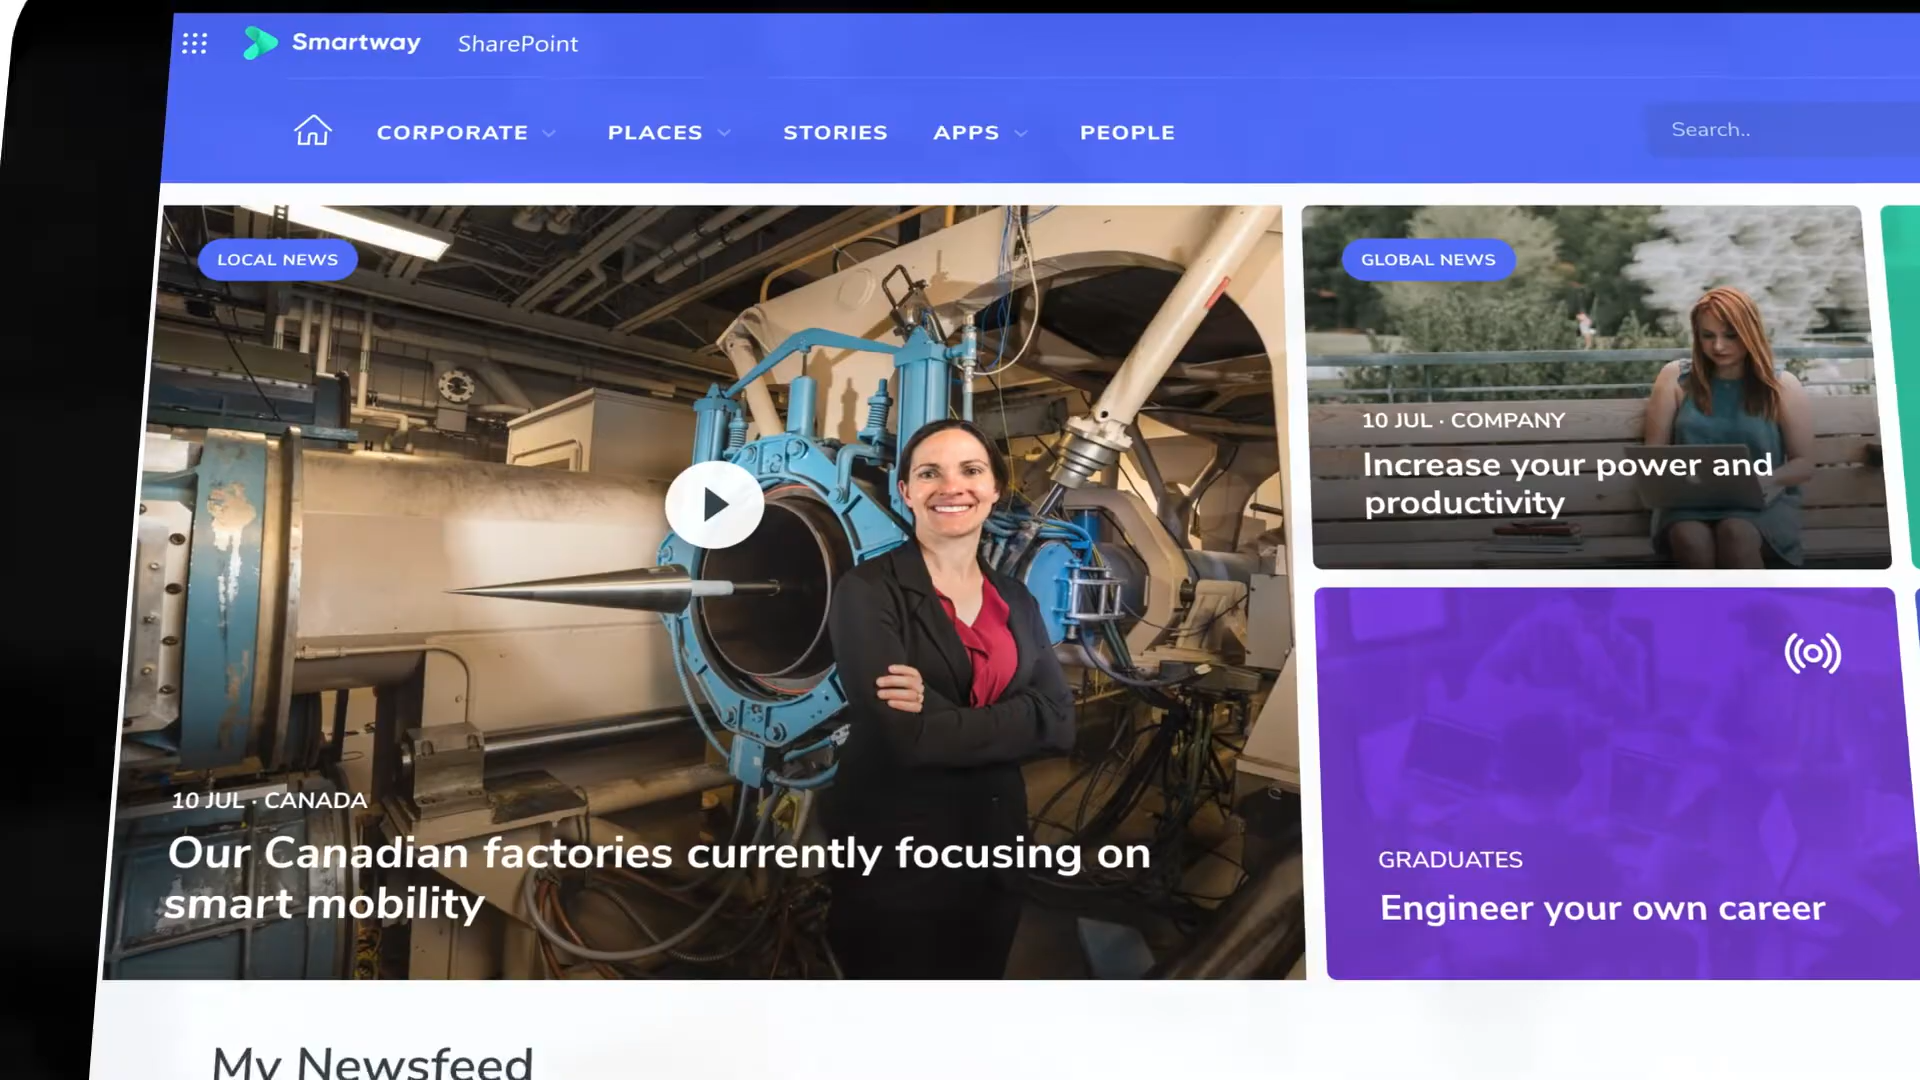 Smartway SharePoint
CORPORATE PLACES STORIES APPS PEOPLE
Search..
LOCAL NEWS
10 JUL · CANADA
Our Canadian factories currently focusing on
smart mobility
GLOBAL NEWS
10 JUL · COMPANY
Increase your power and
productivity
GRADUATES
Engineer your own career
My Newsfeed